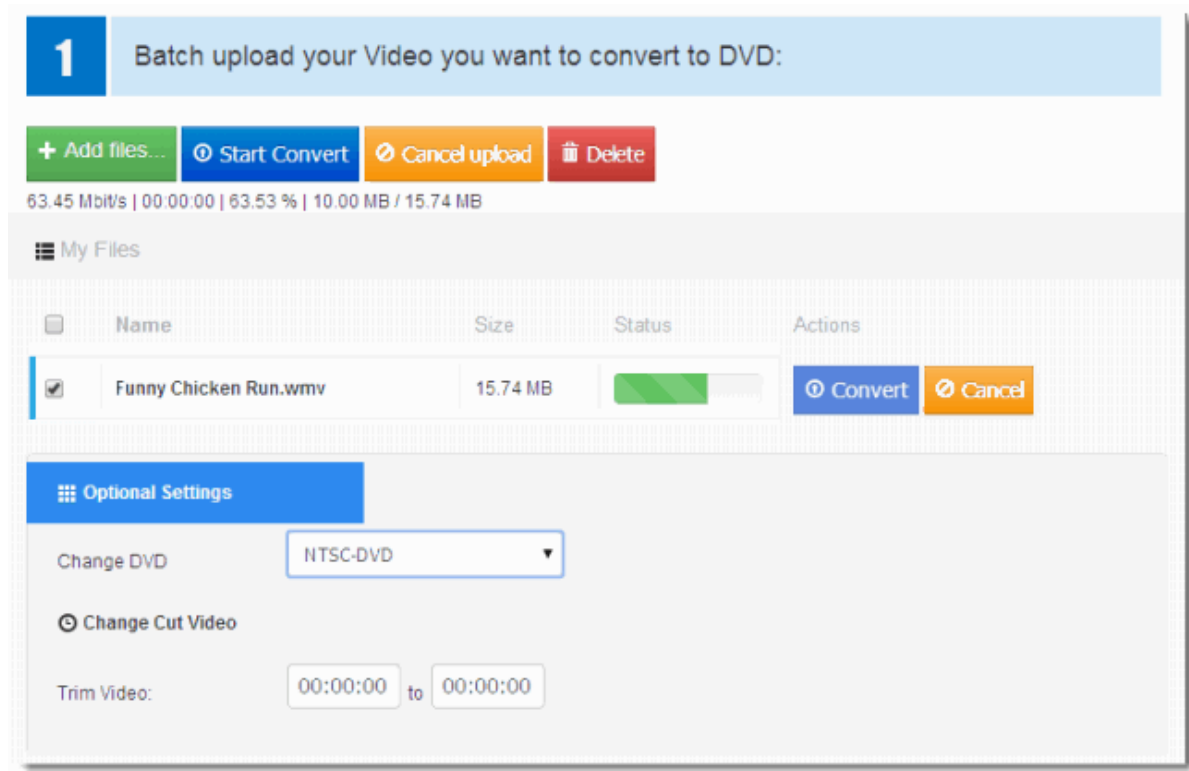 1 Batch upload your Video you want to convert to DVD:
+ Add files... Start Convert Cancel upload Delete
63.45 Mbit/s | 00:00:00 | 63.53 % | 10.00 MB / 15.74 MB
My Files
Name Size Status Actions
Funny Chicken Run.wmv 15.74 MB Convert Cancel
Optional Settings
Change DVD NTSC-DVD
Change Cut Video
Trim Video: 00:00:00 to 00:00:00